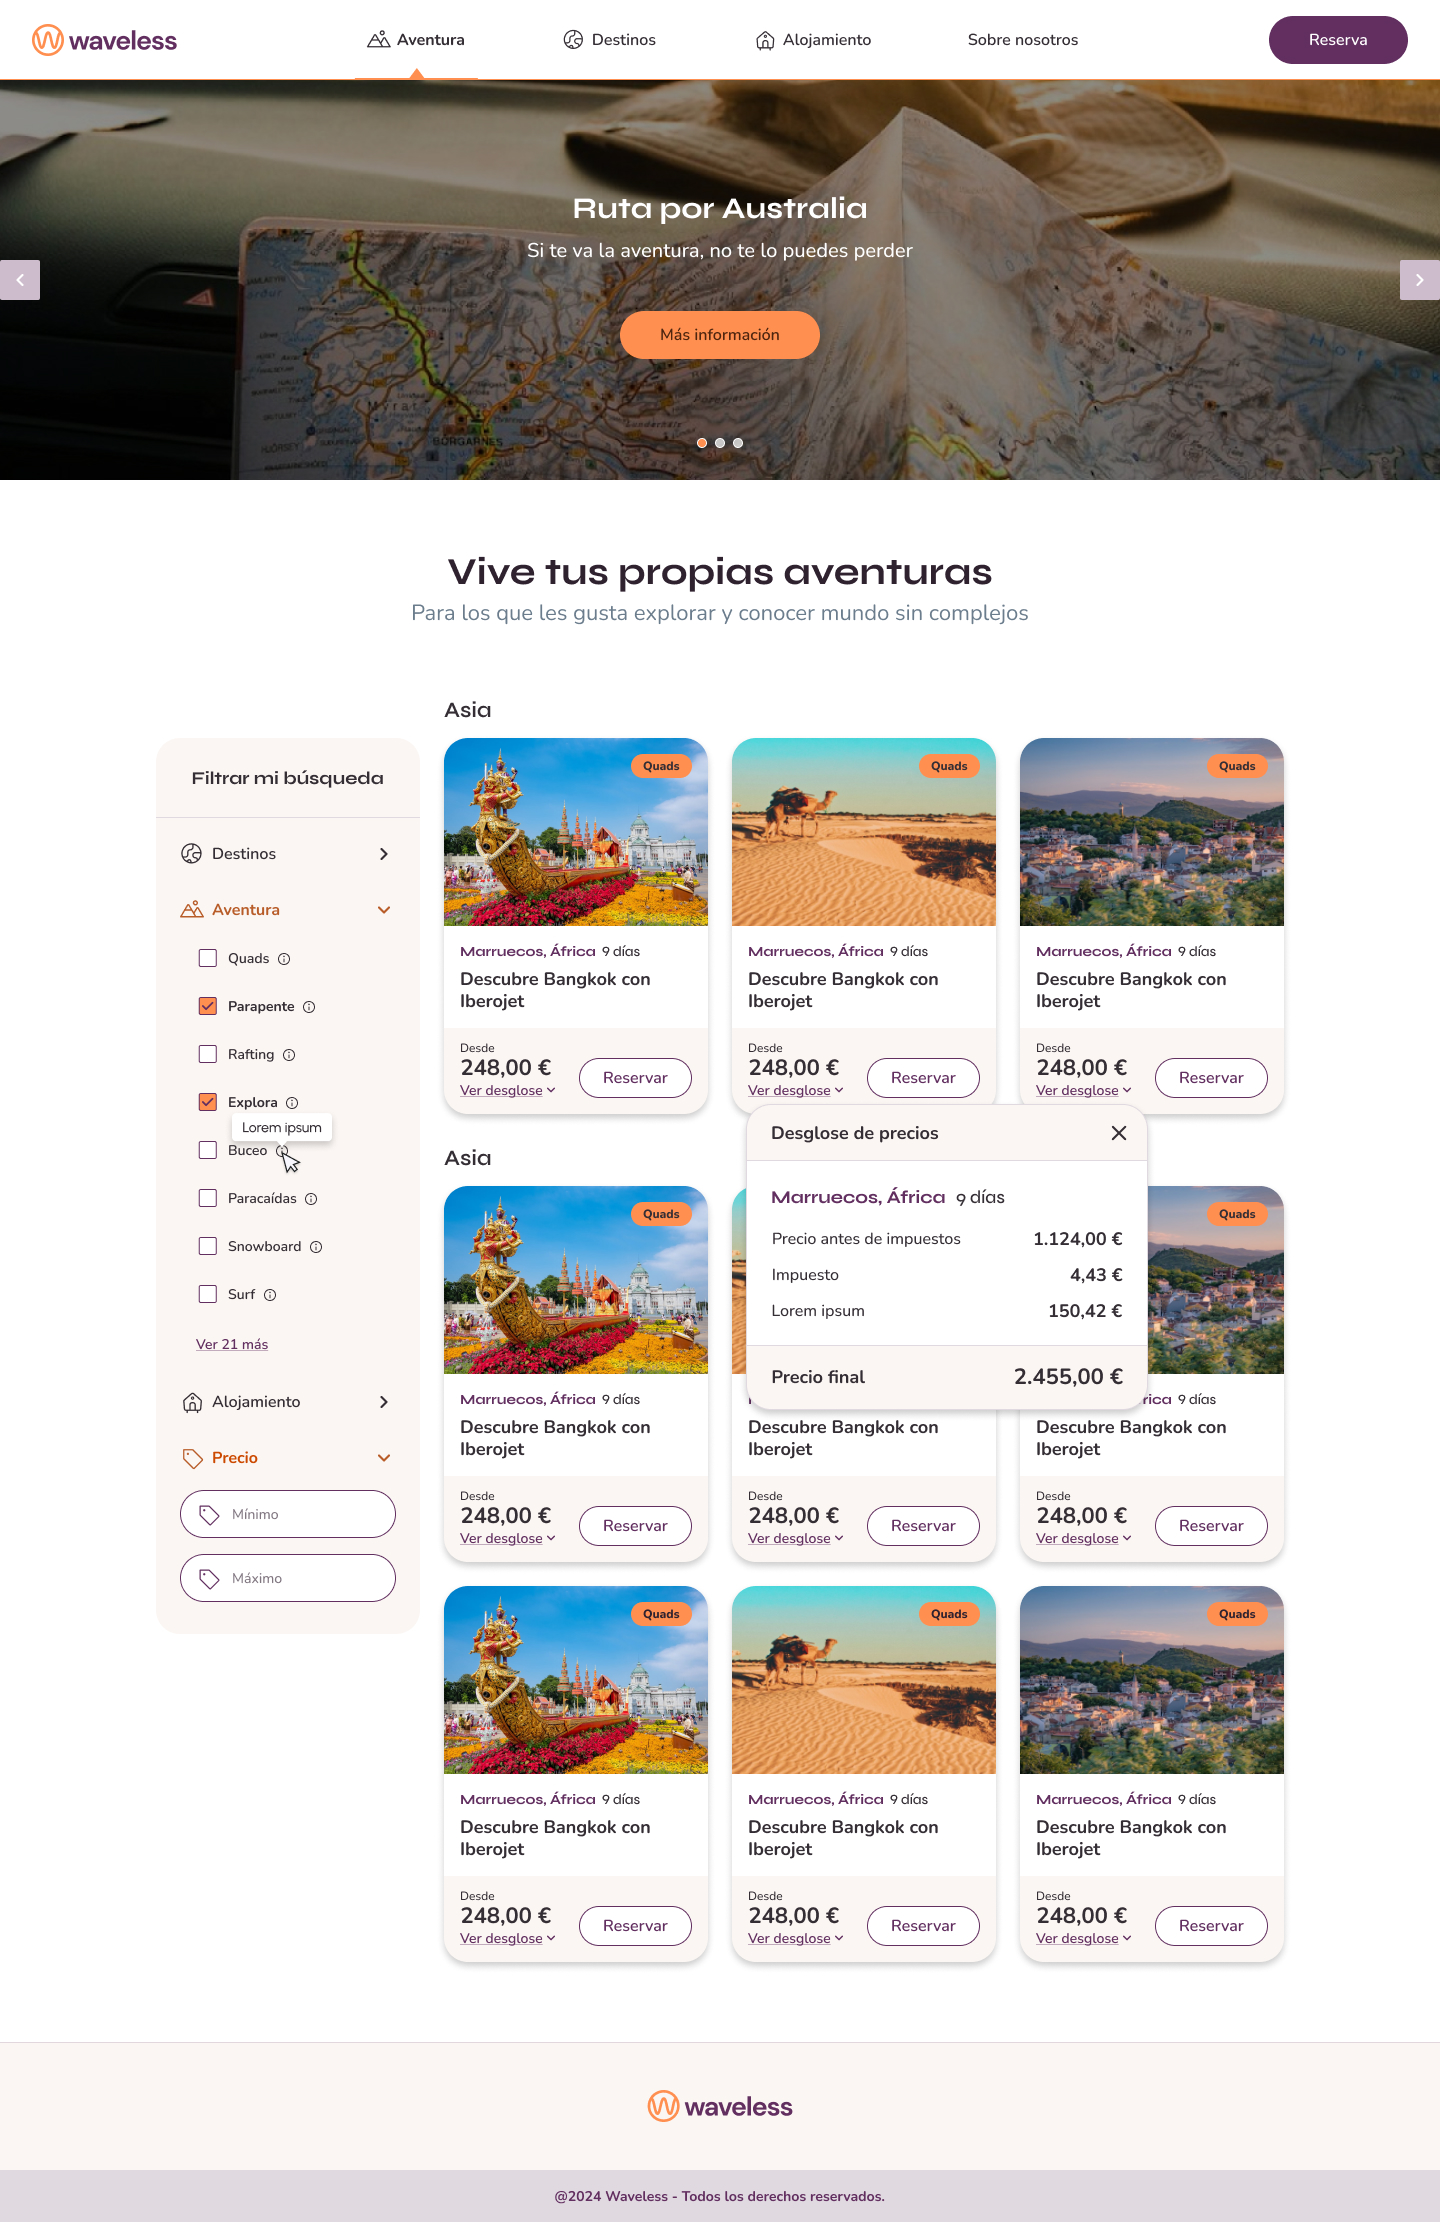 waveless
Aventura
Destinos
Alojamiento
Sobre nosotros
Reserva
Ruta por Australia
Si te va la aventura, no te lo puedes perder
Más información
BORGARNES
Vive tus propias aventuras
Para los que les gusta explorar y conocer mundo sin complejos
Filtrar mi búsqueda
Destinos
Aventura
Quads
Parapente
Rafting
Explora
Lorem ipsum
Buceo
Paracaídas
Snowboard
Surf
Ver 21 más
Alojamiento
Precio
Mínimo
Máximo
Asia
Quads
Marruecos, África 9 días
Descubre Bangkok con
Iberojet
Desde
248,00 €
Ver desglose
Reservar
Quads
Marruecos, África 9 días
Descubre Bangkok con
Iberojet
Desde
248,00 €
Ver desglose
Reservar
Quads
Marruecos, África 9 días
Descubre Bangkok con
Iberojet
Desde
248,00 €
Ver desglose
Reservar
Desglose de precios
Marruecos, África 9 días
Precio antes de impuestos 1.124,00 €
Impuesto 4,43 €
Lorem ipsum 150,42 €
Precio final 2.455,00 €
Asia
Quads
Marruecos, África 9 días
Descubre Bangkok con
Iberojet
Desde
248,00 €
Ver desglose
Reservar
Descubre Bangkok con
Iberojet
Desde
248,00 €
Ver desglose
Reservar
Quads
rica 9 días
Descubre Bangkok con
Iberojet
Desde
248,00 €
Ver desglose
Reservar
Quads
Marruecos, África 9 días
Descubre Bangkok con
Iberojet
Desde
248,00 €
Ver desglose
Reservar
Quads
Marruecos, África 9 días
Descubre Bangkok con
Iberojet
Desde
248,00 €
Ver desglose
Reservar
Quads
Marruecos, África 9 días
Descubre Bangkok con
Iberojet
Desde
248,00 €
Ver desglose
Reservar
waveless
@2024 Waveless - Todos los derechos reservados.